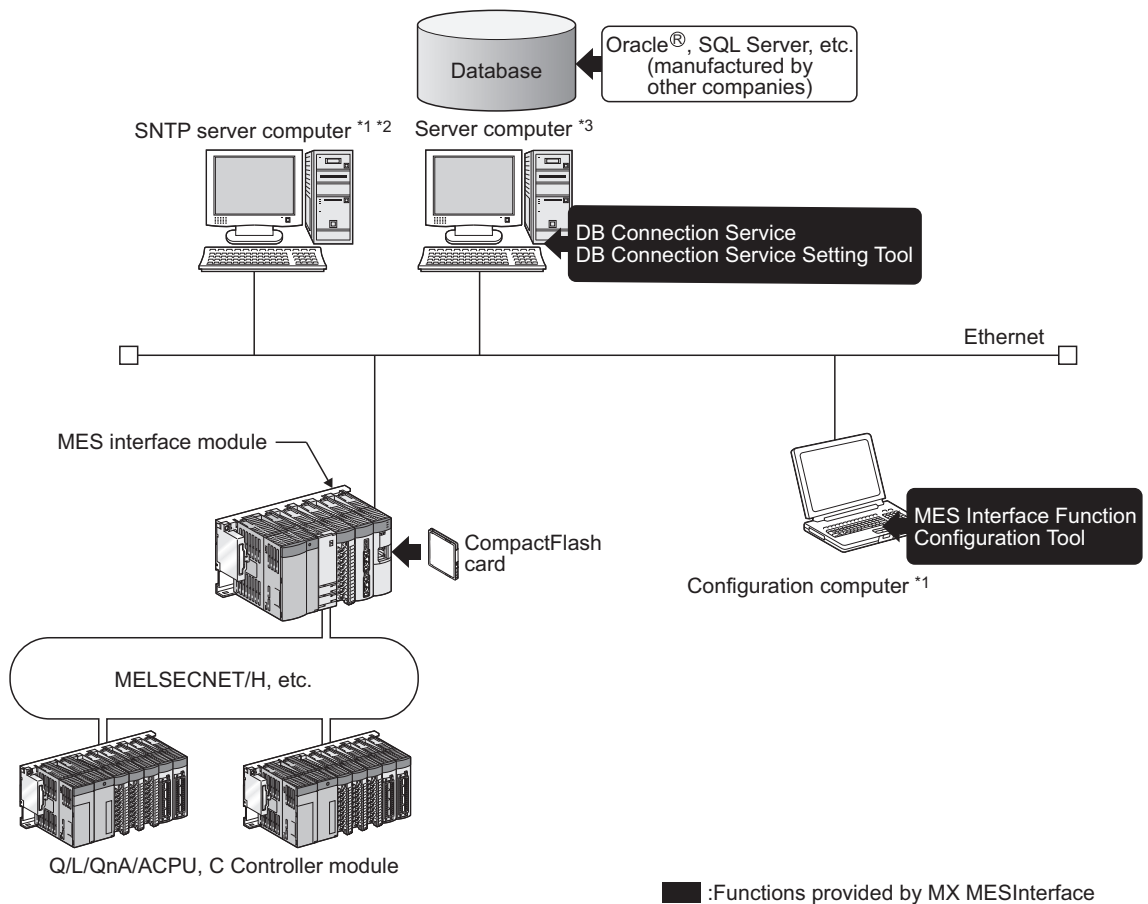 Database
Oracle®, SQL Server, etc.
(manufactured by
other companies)
SNTP server computer *1 *2
Server computer *3
DB Connection Service
DB Connection Service Setting Tool
Ethernet
MES interface module
CompactFlash
card
MES Interface Function
Configuration Tool
Configuration computer *1
MELSECNET/H, etc.
Q/L/QnA/ACPU, C Controller module
:Functions provided by MX MESInterface